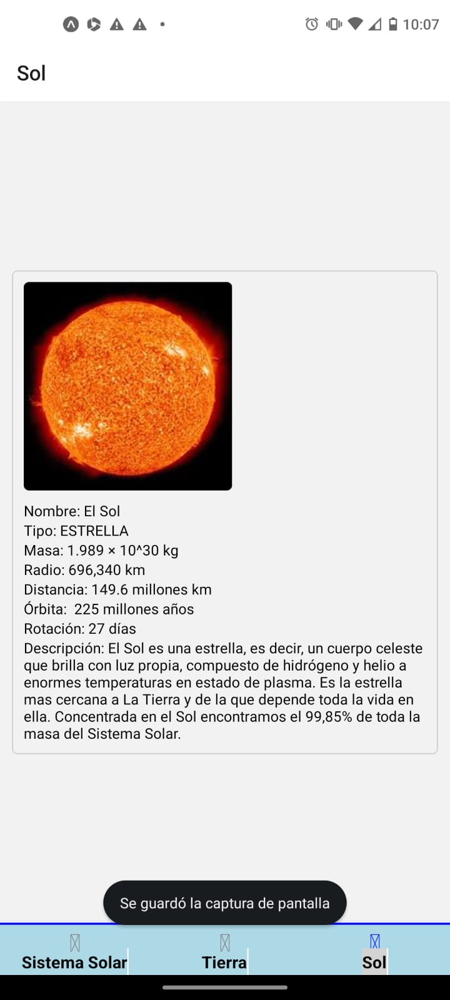 10:07
Sol
Nombre: El Sol
Tipo: ESTRELLA
Masa: 1.989 × 10^30 kg
Radio: 696,340 km
Distancia: 149.6 millones km
Órbita:  225 millones años
Rotación: 27 días
Descripción: El Sol es una estrella, es decir, un cuerpo celeste
que brilla con luz propia, compuesto de hidrógeno y helio a
enormes temperaturas en estado de plasma. Es la estrella
mas cercana a La Tierra y de la que depende toda la vida en
ella. Concentrada en el Sol encontramos el 99,85% de toda la
masa del Sistema Solar.
Se guardó la captura de pantalla
Sistema Solar
Tierra
Sol